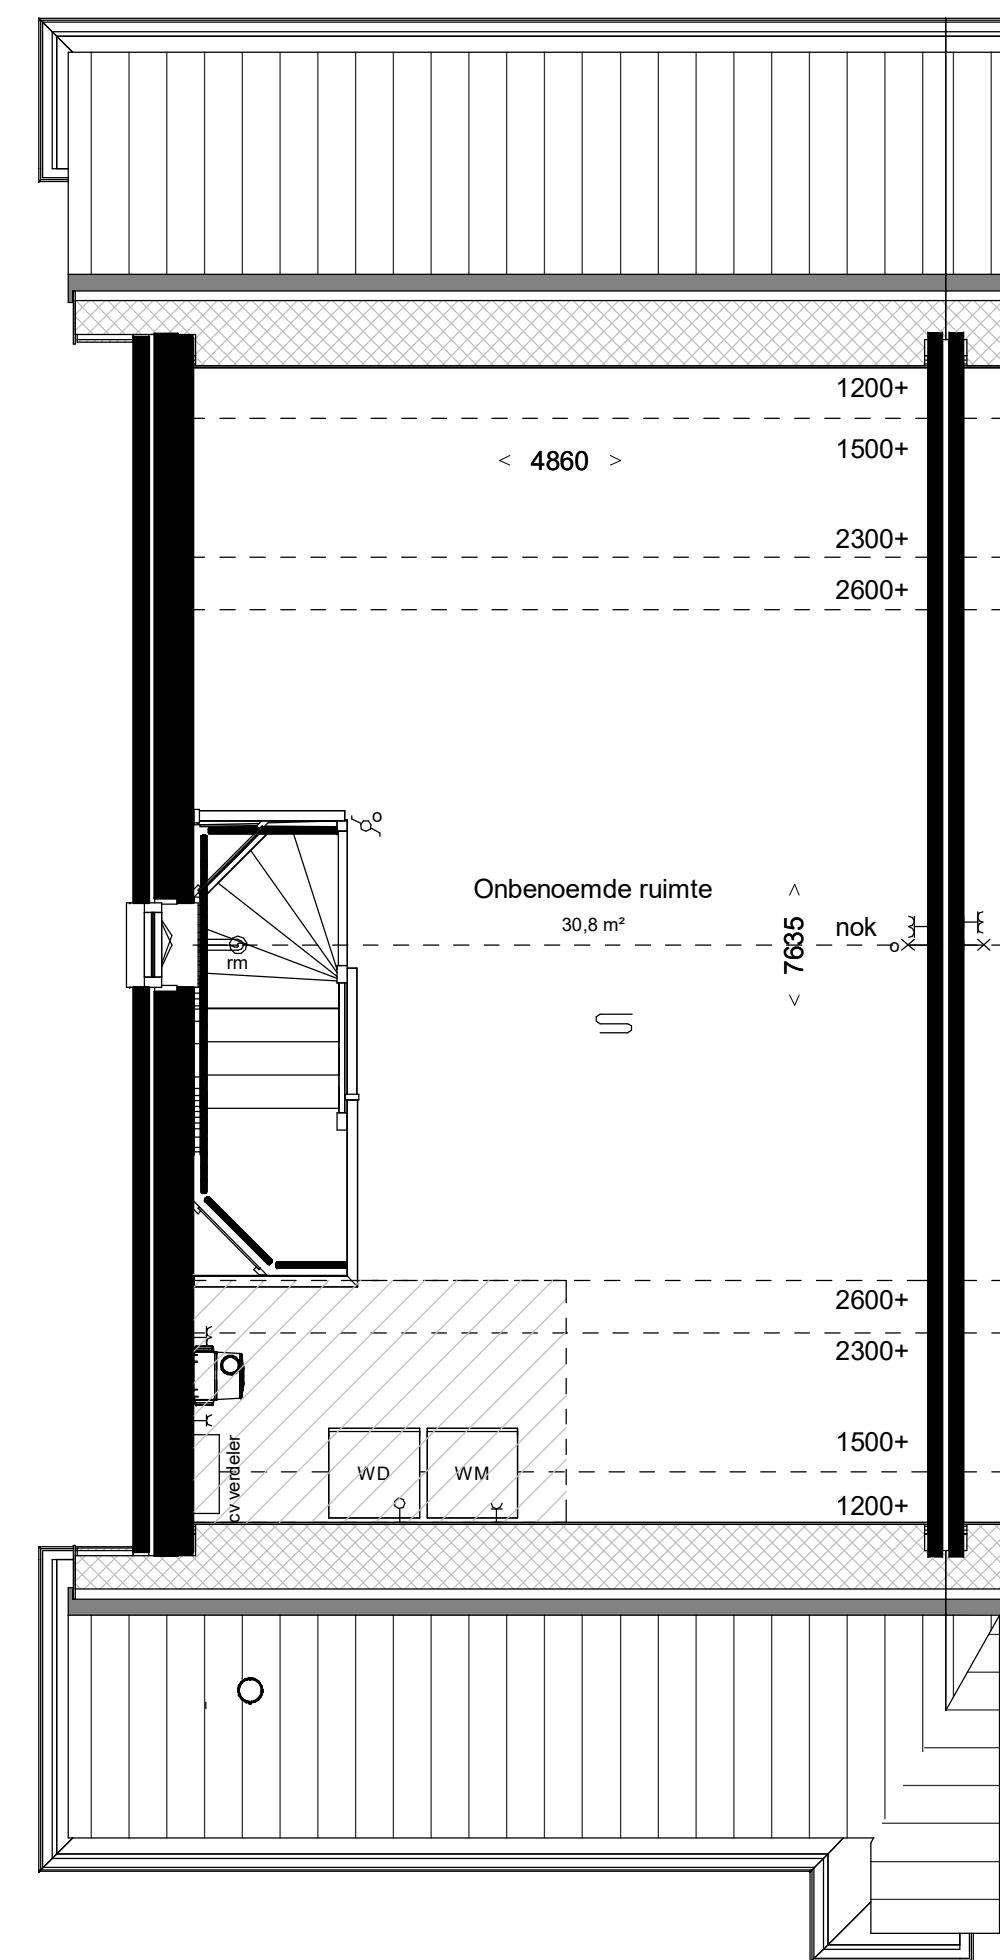 1200+
< 4860 >
1500+
2300+
2600+
Onbenoemde ruimte
30,8 m²
< 7635 >
nok
rm
2600+
2300+
1500+
cv verdeler
WD
WM
1200+